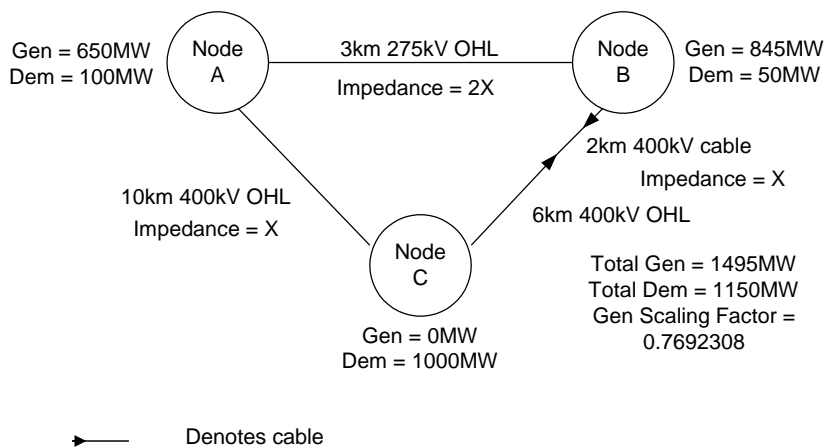 Gen = 650MW
Dem = 100MW
Node
A
3km 275kV OHL
Impedance = 2X
Node
B
Gen = 845MW
Dem = 50MW
2km 400kV cable
Impedance = X
6km 400kV OHL
10km 400kV OHL
Impedance = X
Node
C
Gen = 0MW
Dem = 1000MW
Total Gen = 1495MW
Total Dem = 1150MW
Gen Scaling Factor =
0.7692308
Denotes cable